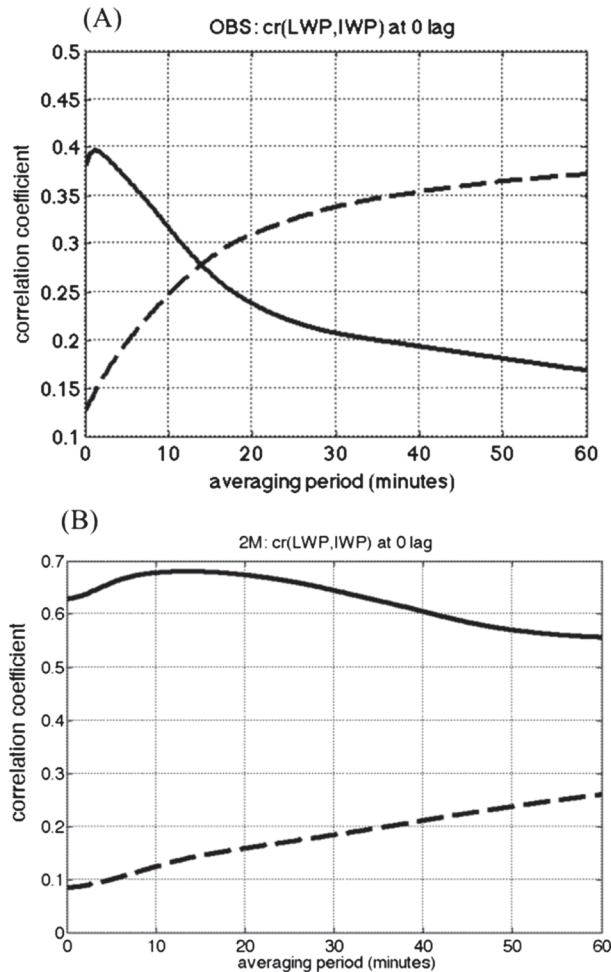 (A)
OBS: cr(LWP,IWP) at 0 lag
0.5
0.45
0.4
0.35
0.3
0.25
0.2
0.15
0.1
correlation coefficient
0 10 20 30 40 50 60
averaging period (minutes)
(B)
2M: cr(LWP,IWP) at 0 lag
0.7
0.6
0.5
0.4
0.3
0.2
0.1
0
correlation coefficient
0 10 20 30 40 50 60
averaging period (minutes)